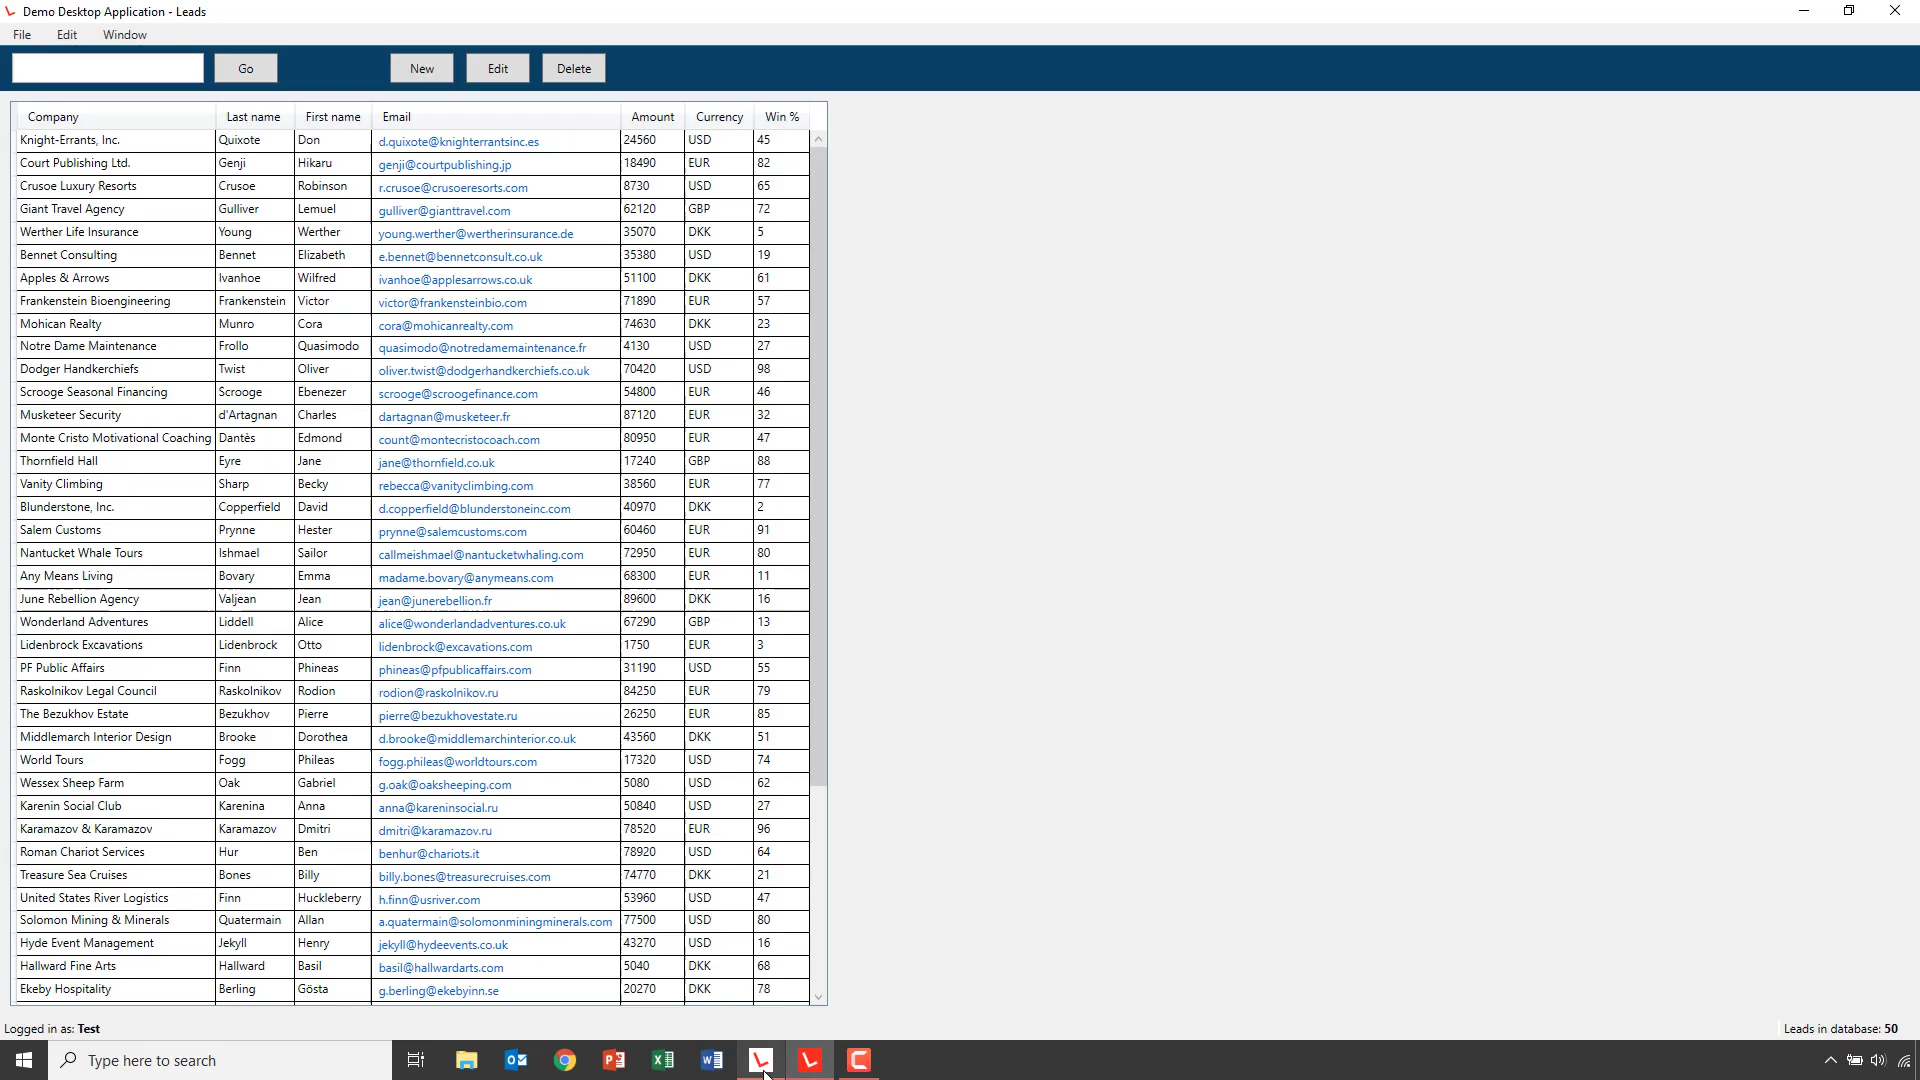 Demo Desktop Application - Leads
File Edit Window
Go New Edit Delete
Company Last name First name Email Amount Currency Win %
Knight-Errants, Inc. Quixote Don d.quixote@knighterrantsinc.es 24560 USD 45
Court Publishing Ltd. Genji Hikaru genji@courtpublishing.jp 18490 EUR 82
Crusoe Luxury Resorts Crusoe Robinson r.crusoe@crusoeresorts.com 8730 USD 65
Giant Travel Agency Gulliver Lemuel gulliver@gianttravel.com 62120 GBP 72
Werther Life Insurance Young Werther young.werther@wertherinsurance.de 35070 DKK 5
Bennet Consulting Bennet Elizabeth e.bennet@bennetconsult.co.uk 35380 USD 19
Apples & Arrows Ivanhoe Wilfred ivanhoe@applesarrows.co.uk 51100 DKK 61
Frankenstein Bioengineering Frankenstein Victor victor@frankensteinbio.com 71890 EUR 57
Mohican Realty Munro Cora cora@mohicanrealty.com 74630 DKK 23
Notre Dame Maintenance Frollo Quasimodo quasimodo@notredamemaintenance.fr 4130 USD 27
Dodger Handkerchiefs Twist Oliver oliver.twist@dodgerhandkerchiefs.co.uk 70420 USD 98
Scrooge Seasonal Financing Scrooge Ebenezer scrooge@scroogefinance.com 54800 EUR 46
Musketeer Security d'Artagnan Charles dartagnan@musketeer.fr 87120 EUR 32
Monte Cristo Motivational Coaching Dantès Edmond count@montecristocoach.com 80950 EUR 47
Thornfield Hall Eyre Jane jane@thornfield.co.uk 17240 GBP 88
Vanity Climbing Sharp Becky rebecca@vanityclimbing.com 38560 EUR 77
Blunderstone, Inc. Copperfield David d.copperfield@blunderstoneinc.com 40970 DKK 2
Salem Customs Prynne Hester prynne@salemcustoms.com 60460 EUR 91
Nantucket Whale Tours Ishmael Sailor callmeishmael@nantucketwhaling.com 72950 EUR 80
Any Means Living Bovary Emma madame.bovary@anymeans.com 68300 EUR 11
June Rebellion Agency Valjean Jean jean@junerebellion.fr 89600 DKK 16
Wonderland Adventures Liddell Alice alice@wonderlandadventures.co.uk 67290 GBP 13
Lidenbrock Excavations Lidenbrock Otto lidenbrock@excavations.com 1750 EUR 3
PF Public Affairs Finn Phineas phineas@pfpublicaffairs.com 31190 USD 55
Raskolnikov Legal Council Raskolnikov Rodion rodion@raskolnikov.ru 84250 EUR 79
The Bezukhov Estate Bezukhov Pierre pierre@bezukhovestate.ru 26250 EUR 85
Middlemarch Interior Design Brooke Dorothea d.brooke@middlemarchinterior.co.uk 43560 DKK 51
World Tours Fogg Phileas fogg.phileas@worldtours.com 17320 USD 74
Wessex Sheep Farm Oak Gabriel g.oak@oaksheeping.com 5080 USD 62
Karenin Social Club Karenina Anna anna@kareninsocial.ru 50840 USD 27
Karamazov & Karamazov Karamazov Dmitri dmitri@karamazov.ru 78520 EUR 96
Roman Chariot Services Hur Ben benhur@chariots.it 78920 USD 64
Treasure Sea Cruises Bones Billy billy.bones@treasurecruises.com 74770 DKK 21
United States River Logistics Finn Huckleberry h.finn@usriver.com 53960 USD 47
Solomon Mining & Minerals Quatermain Allan a.quatermain@solomonminingminerals.com 77500 USD 80
Hyde Event Management Jekyll Henry jekyll@hydeevents.co.uk 43270 USD 16
Hallward Fine Arts Hallward Basil basil@hallwardarts.com 5040 DKK 68
Ekeby Hospitality Berling Gösta g.berling@ekebyinn.se 20270 DKK 78
Logged in as: Test Leads in database: 50
Type here to search